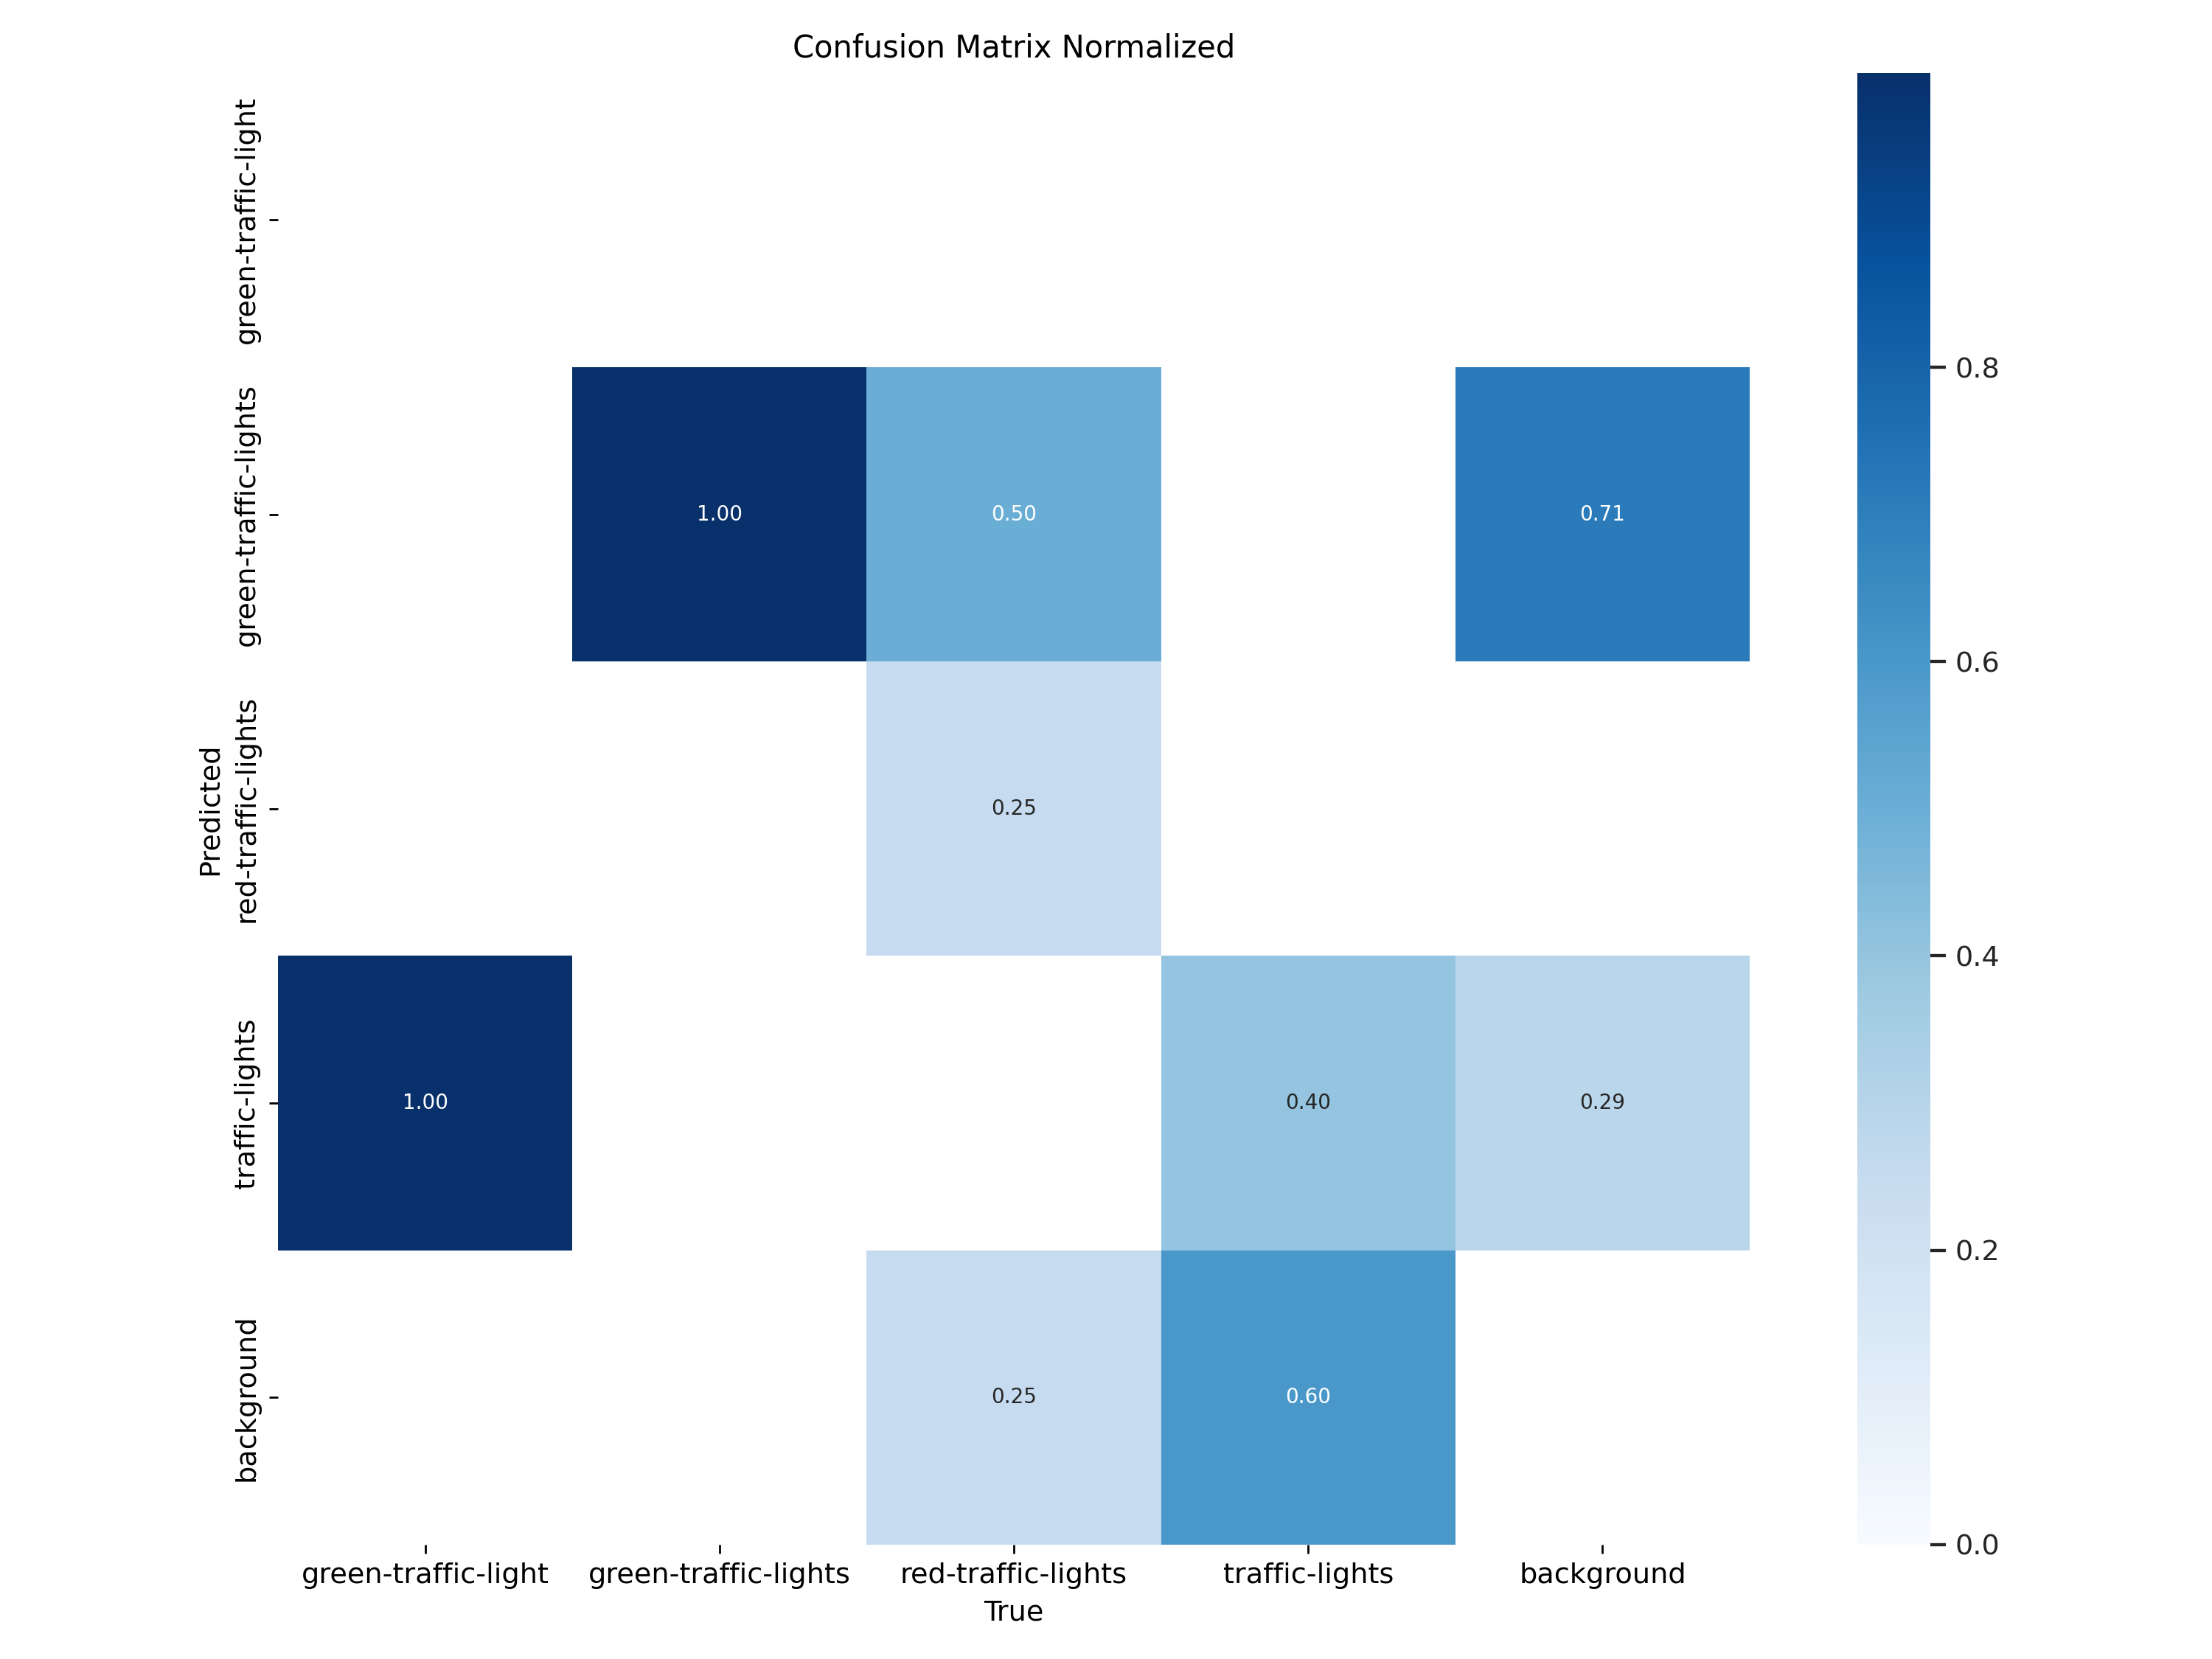 Confusion Matrix Normalized
green-traffic-light
green-traffic-lights
red-traffic-lights
traffic-lights
background
Predicted
1.00
0.50
0.71
0.25
1.00
0.40
0.29
0.25
0.60
green-traffic-light
green-traffic-lights
red-traffic-lights
traffic-lights
background
True
0.8
0.6
0.4
0.2
0.0